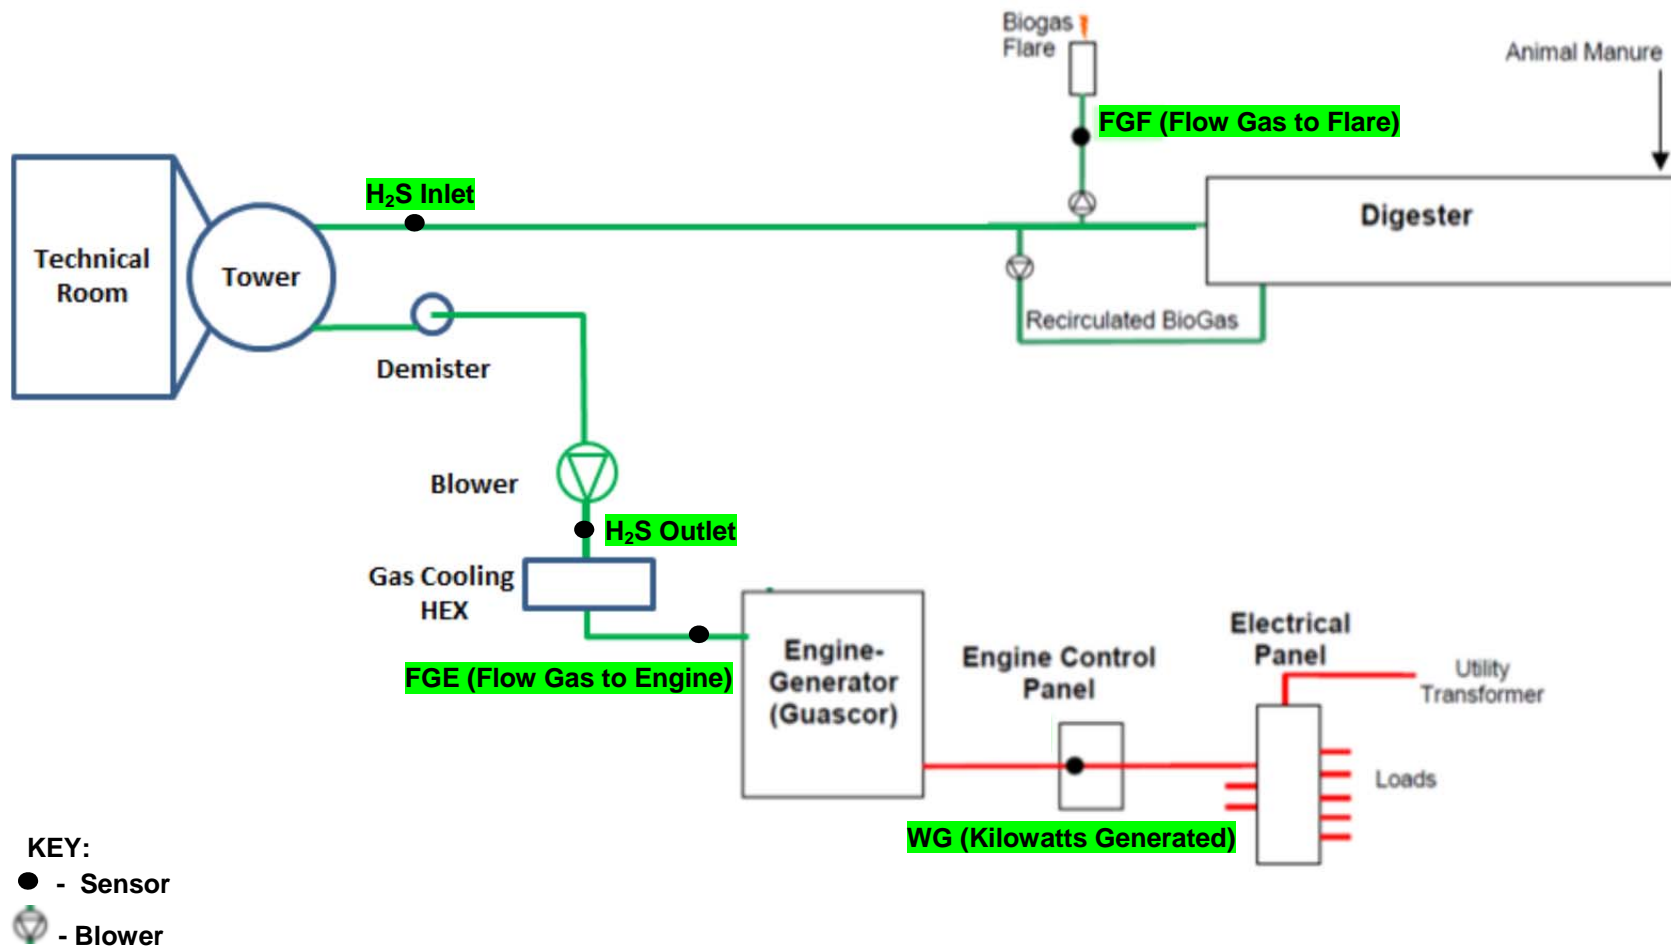 Biogas
Flare
Animal Manure
FGF (Flow Gas to Flare)
H₂S Inlet
Digester
Technical
Room
Tower
Recirculated BioGas
Demister
Blower
H₂S Outlet
Gas Cooling
HEX
FGE (Flow Gas to Engine)
Engine-
Generator
(Guascor)
Engine Control
Panel
Electrical
Panel
Utility
Transformer
Loads
WG (Kilowatts Generated)
KEY:
- Sensor
- Blower